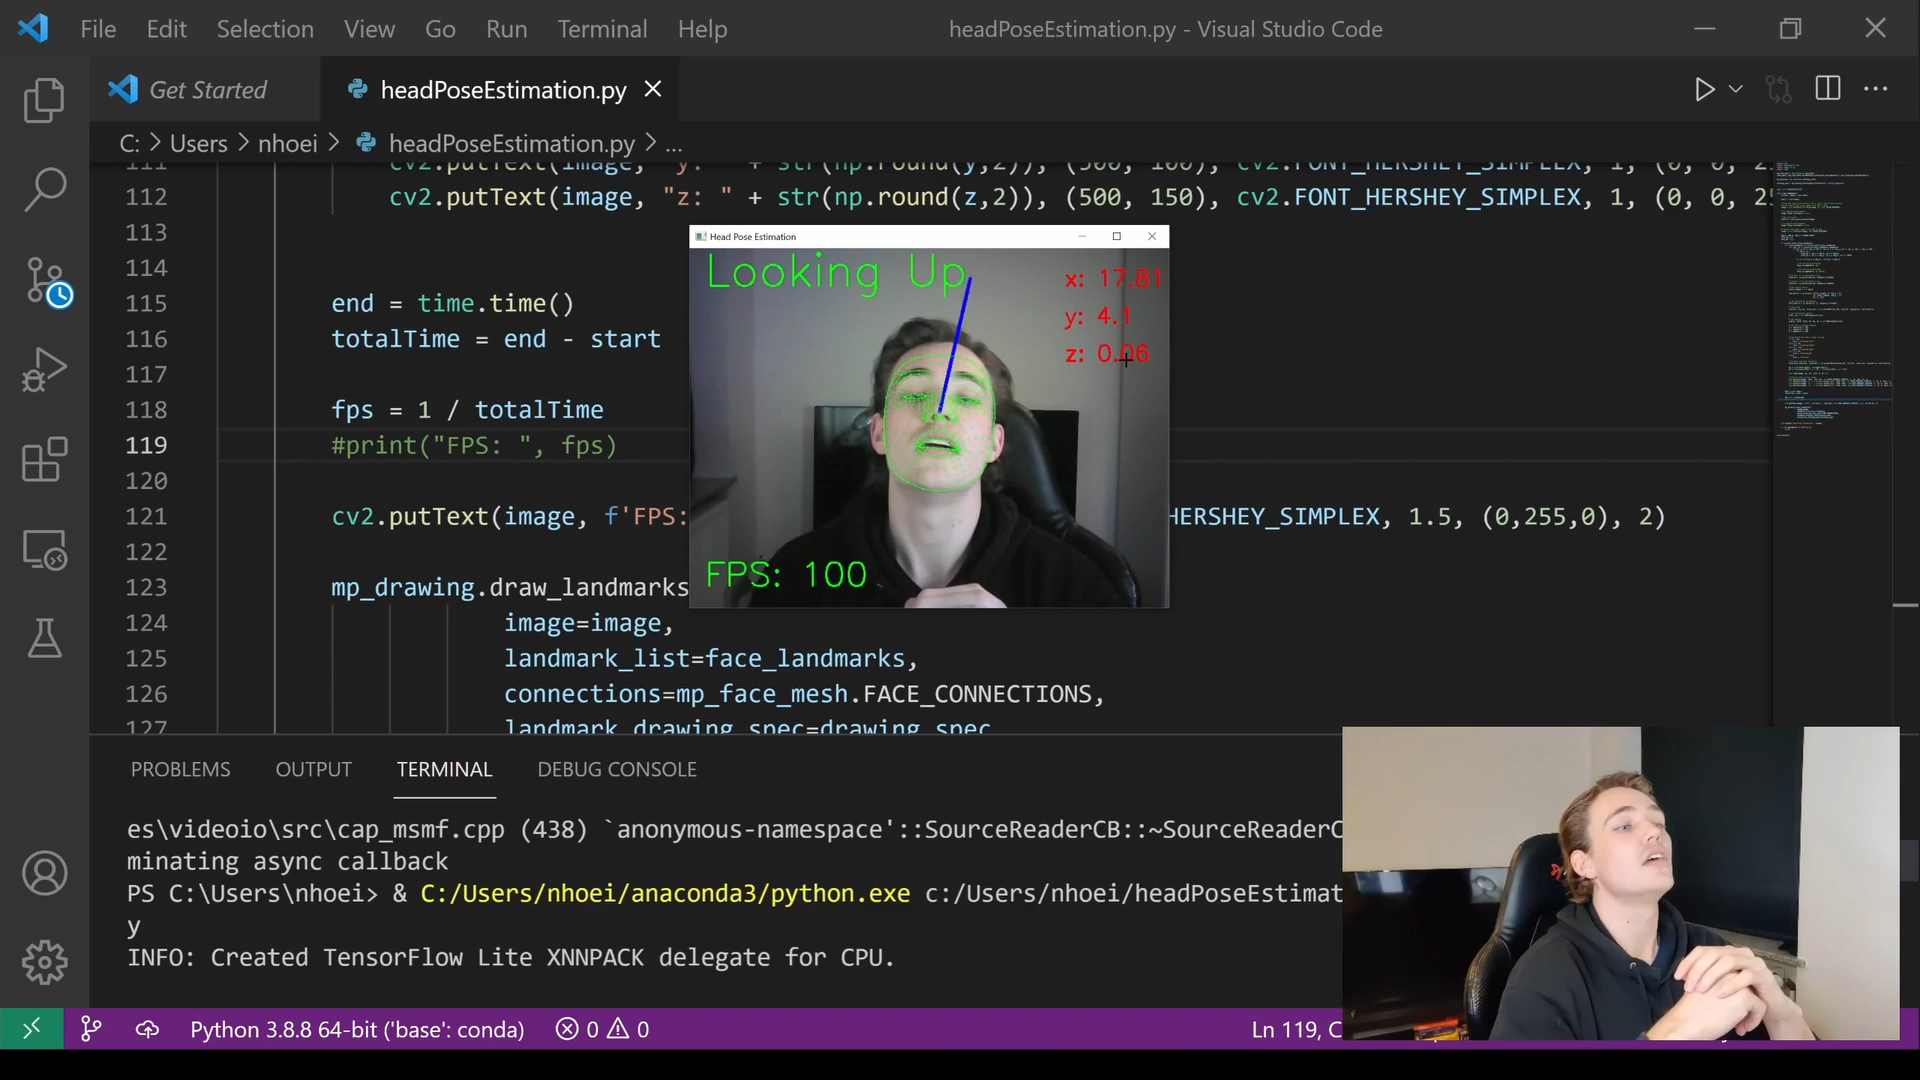 File Edit Selection View Go Run Terminal Help headPoseEstimation.py - Visual Studio Code
Get Started headPoseEstimation.py
C: > Users > nhoei > headPoseEstimation.py > ...
112 cv2.putText(image, "z: " + str(np.round(z,2)), (500, 150), cv2.FONT_HERSHEY_SIMPLEX, 1, (0, 0,
113
114
115 end = time.time()
116 totalTime = end - start
117
118 fps = 1 / totalTime
119 #print("FPS: ", fps)
120
121 cv2.putText(image, f'FPS: HERSHEY_SIMPLEX, 1.5, (0,255,0), 2)
122
123 mp_drawing.draw_landmarks
124 image=image,
125 landmark_list=face_landmarks,
126 connections=mp_face_mesh.FACE_CONNECTIONS,
127 landmark_drawing_spec=drawing_spec
Head Pose Estimation
Looking Up
x: 17.81
y: 4.1
z: 0.06
FPS: 100
PROBLEMS OUTPUT TERMINAL DEBUG CONSOLE
es\videoio\src\cap_msmf.cpp (438) `anonymous-namespace'::SourceReaderCB::~SourceReaderC
minating async callback
PS C:\Users\nhoei> & C:/Users/nhoei/anaconda3/python.exe c:/Users/nhoei/headPoseEstimat
y
INFO: Created TensorFlow Lite XNNPACK delegate for CPU.
Python 3.8.8 64-bit ('base': conda) 0 0 Ln 119, C